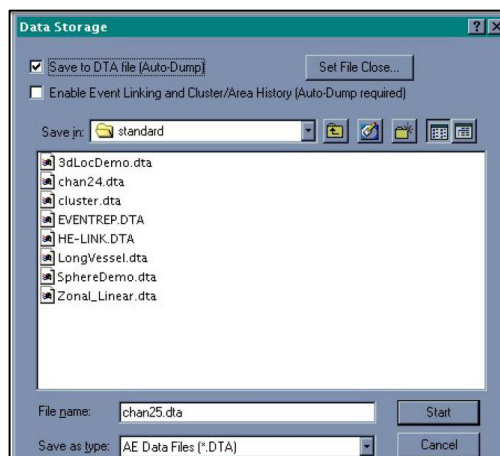 Data Storage
Save to DTA file (Auto-Dump)
Set File Close...
Enable Event Linking and Cluster/Area History (Auto-Dump required)
Save in: standard
3dLocDemo.dta
chan24.dta
cluster.dta
EVENTREP.DTA
HE-LINK.DTA
LongVessel.dta
SphereDemo.dta
Zonal_Linear.dta
File name: chan25.dta
Start
Save as type: AE Data Files (*.DTA)
Cancel